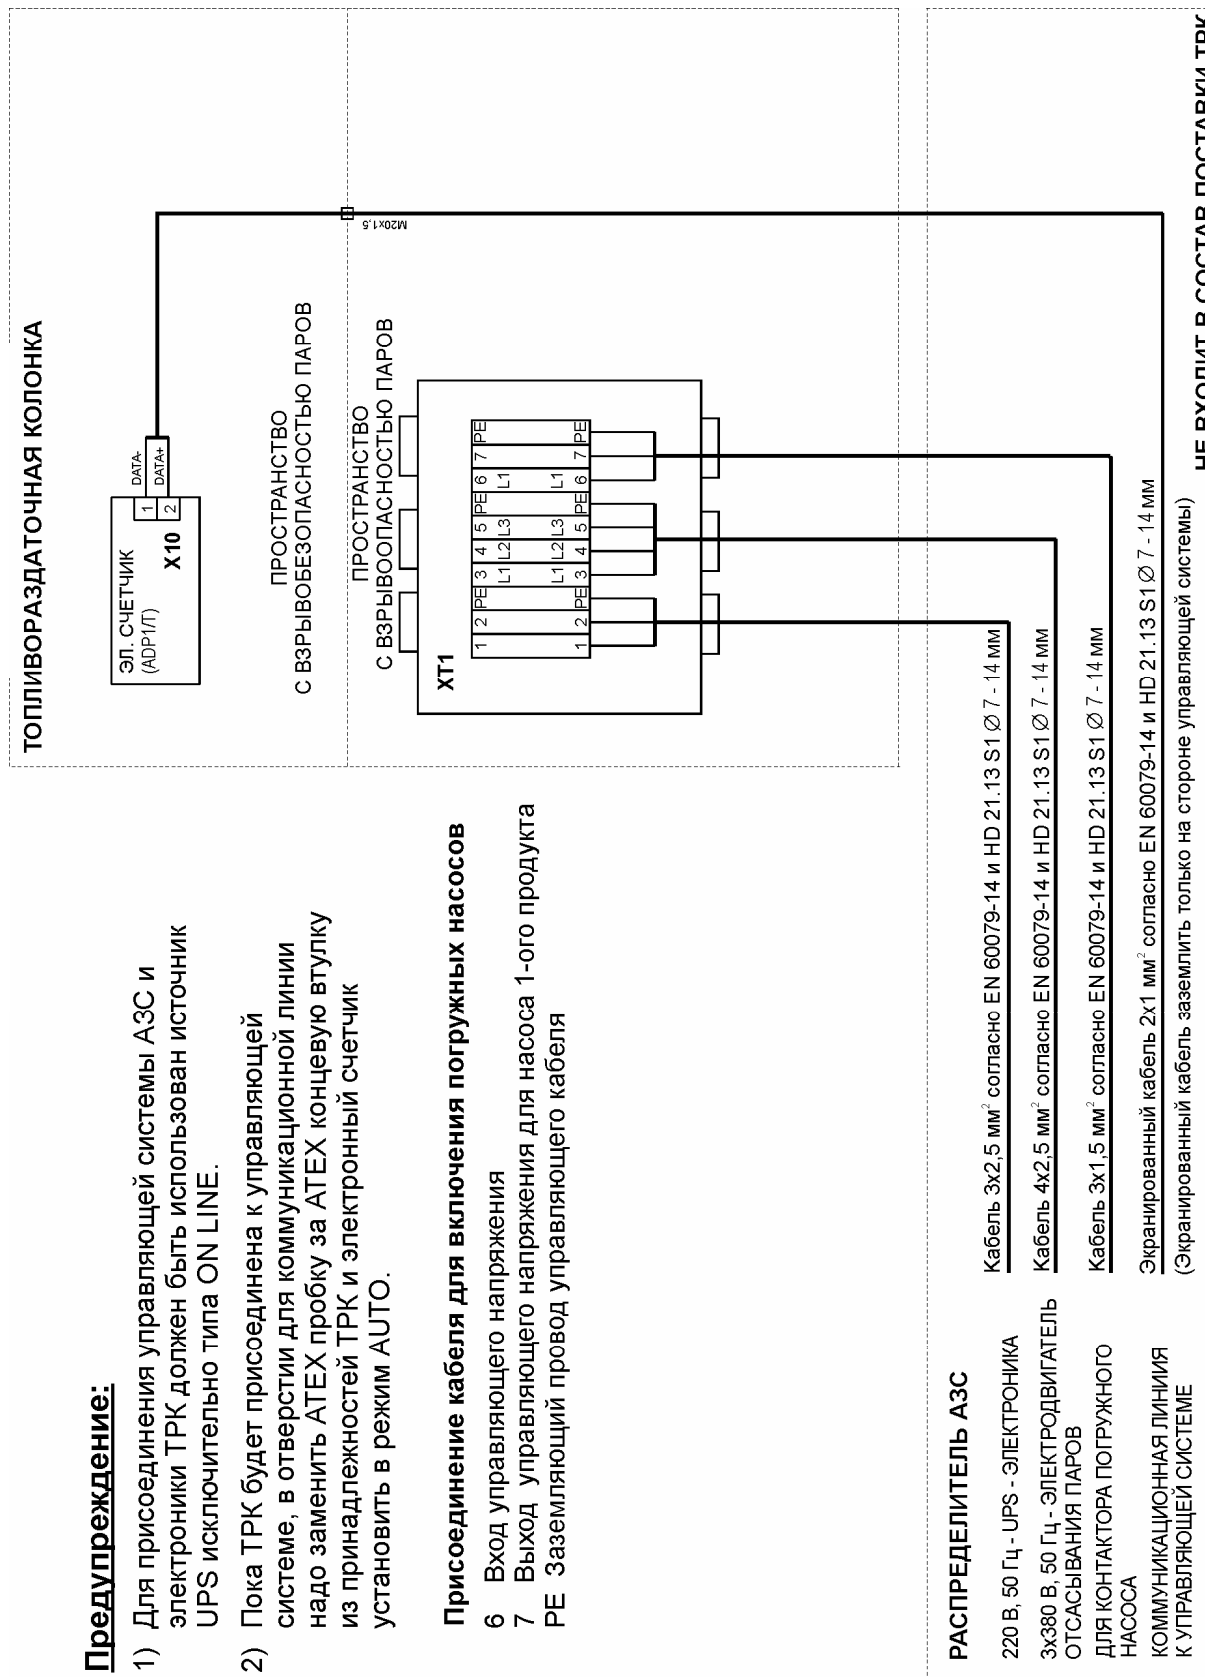 Предупреждение:
1) Для присоединения управляющей системы АЗС и
электроники ТРК должен быть использован источник
UPS исключительно типа ON LINE.
2) Пока ТРК будет присоединена к управляющей
системе, в отверстии для коммуникационной линии
надо заменить ATEX пробку за ATEX концевую втулку
из принадлежностей ТРК и электронный счетчик
установить в режим AUTO.
Присоединение кабеля для включения погружных насосов
6 Вход управляющего напряжения
7 Выход управляющего напряжения для насоса 1-ого продукта
PE Заземляющий провод управляющего кабеля
ТОПЛИВОРАЗДАТОЧНАЯ КОЛОНКА
ЭЛ. СЧЕТЧИК
(ADP1/T)
X10
1 DATA-
2 DATA+
ПРОСТРАНСТВО
С ВЗРЫВОБЕЗОПАСНОСТЬЮ ПАРОВ
M20x1,5
ПРОСТРАНСТВО
С ВЗРЫВООПАСНОСТЬЮ ПАРОВ
XT1
1 2 PE 3 4 5 PE 6 7 PE
L1 L2 L3 L1
L1 L2 L3 L1
1 2 PE 3 4 5 PE 6 7 PE
РАСПРЕДЕЛИТЕЛЬ АЗС
220 В, 50 Гц - UPS - ЭЛЕКТРОНИКА
Кабель 3x2,5 мм² согласно EN 60079-14 и HD 21.13 S1 Ø 7 - 14 мм
3x380 В, 50 Гц - ЭЛЕКТРОДВИГАТЕЛЬ
ОТСАСЫВАНИЯ ПАРОВ
Кабель 4x2,5 мм² согласно EN 60079-14 и HD 21.13 S1 Ø 7 - 14 мм
ДЛЯ КОНТАКТОРА ПОГРУЖНОГО
НАСОСА
Кабель 3x1,5 мм² согласно EN 60079-14 и HD 21.13 S1 Ø 7 - 14 мм
КОММУНИКАЦИОННАЯ ЛИНИИЯ
К УПРАВЛЯЮЩЕЙ СИСТЕМЕ
Экранированный кабель 2x1 мм² согласно EN 60079-14 и HD 21.13 S1 Ø 7 - 14 мм
(Экранированный кабель заземлить только на стороне управляющей системы)
НЕ ВХОДИТ В СОСТАВ ПОСТАВКИ ТРК